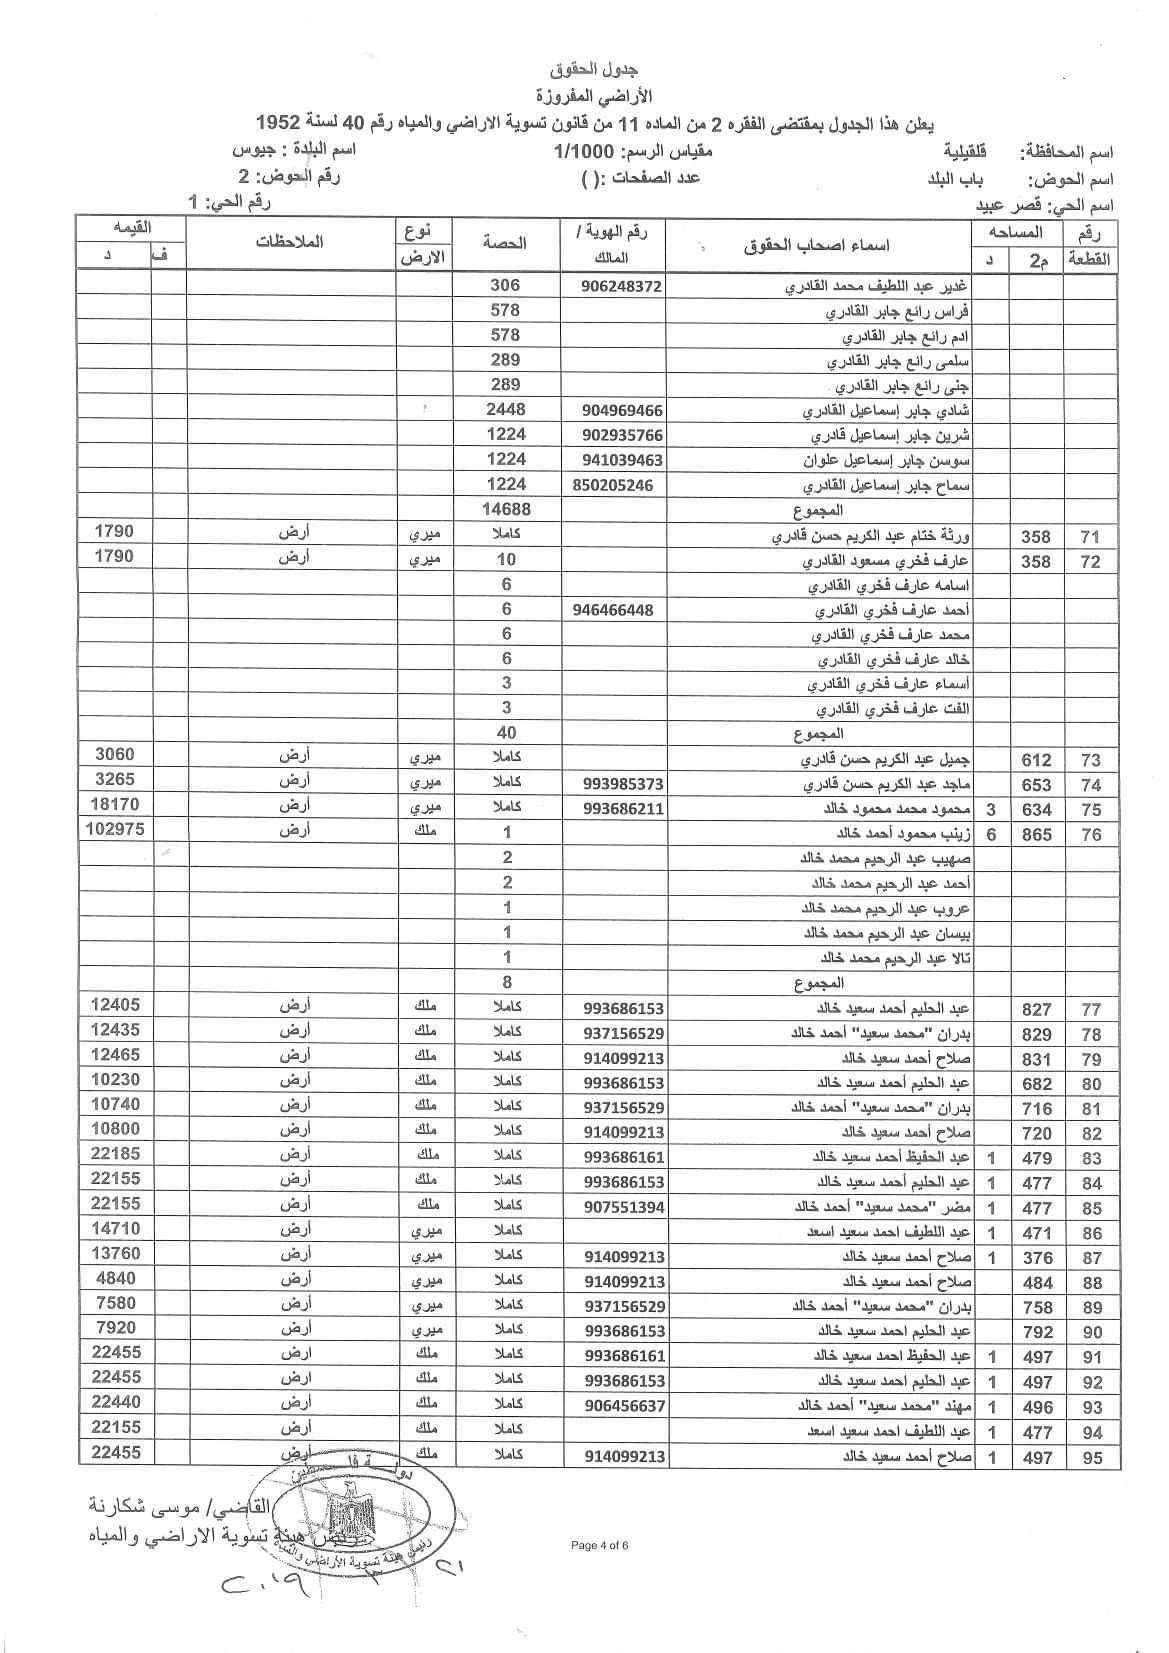 جدول الحقوق
الأراضي المفروزة
يعلن هذا الجدول بمقتضى الفقره 2 من الماده 11 من قانون تسوية الاراضي والمياه رقم 40 لسنة 1952
اسم المحافظة: قلقيلية مقياس الرسم: 1/1000 اسم البلدة : جيوس
اسم الحوض: باب البلد عدد الصفحات :( ) رقم الحوض: 2
اسم الحي: قصر عبيد رقم الحي: 1
رقم القطعة المساحه م2 د اسماء اصحاب الحقوق رقم الهوية / المالك الحصة نوع الارض الملاحظات القيمه ف د
غدير عبد اللطيف محمد القادري 906248372 306
فراس رائع جابر القادري 578
ادم رائع جابر القادري 578
سلمى رائع جابر القادري 289
جنى رائع جابر القادري 289
شادي جابر إسماعيل القادري 904969466 2448
شرين جابر إسماعيل قادري 902935766 1224
سوسن جابر إسماعيل علوان 941039463 1224
سماح جابر إسماعيل القادري 850205246 1224
المجموع 14688
71 358 ورثة ختام عبد الكريم حسن قادري كاملا ميري أرض 1790
72 358 عارف فخري مسعود القادري 10 ميري أرض 1790
اسامه عارف فخري القادري 6
أحمد عارف فخري القادري 946466448 6
محمد عارف فخري القادري 6
خالد عارف فخري القادري 6
أسماء عارف فخري القادري 3
الفت عارف فخري القادري 3
المجموع 40
73 612 جميل عبد الكريم حسن قادري كاملا ميري أرض 3060
74 653 ماجد عبد الكريم حسن قادري 993985373 كاملا ميري أرض 3265
75 634 3 محمود محمد محمود خالد 993686211 كاملا ميري أرض 18170
76 865 6 زينب محمود أحمد خالد 1 ملك أرض 102975
صهيب عبد الرحيم محمد خالد 2
أحمد عبد الرحيم محمد خالد 2
عروب عبد الرحيم محمد خالد 1
بيسان عبد الرحيم محمد خالد 1
تالا عبد الرحيم محمد خالد 1
المجموع 8
77 827 عبد الحليم أحمد سعيد خالد 993686153 كاملا ملك أرض 12405
78 829 بدران "محمد سعيد" أحمد خالد 937156529 كاملا ملك أرض 12435
79 831 صلاح أحمد سعيد خالد 914099213 كاملا ملك أرض 12465
80 682 عبد الحليم أحمد سعيد خالد 993686153 كاملا ملك أرض 10230
81 716 بدران "محمد سعيد" أحمد خالد 937156529 كاملا ملك أرض 10740
82 720 صلاح أحمد سعيد خالد 914099213 كاملا ملك أرض 10800
83 479 1 عبد الحفيظ أحمد سعيد خالد 993686161 كاملا ملك أرض 22185
84 477 1 عبد الحليم أحمد سعيد خالد 993686153 كاملا ملك أرض 22155
85 477 1 مضر "محمد سعيد" أحمد خالد 907551394 كاملا ملك أرض 22155
86 471 1 عبد اللطيف احمد سعيد اسعد كاملا ميري أرض 14710
87 376 1 صلاح أحمد سعيد خالد 914099213 كاملا ميري أرض 13760
88 484 صلاح أحمد سعيد خالد 914099213 كاملا ميري أرض 4840
89 758 بدران "محمد سعيد" أحمد خالد 937156529 كاملا ميري أرض 7580
90 792 عبد الحليم احمد سعيد خالد 993686153 كاملا ميري أرض 7920
91 497 1 عبد الحفيظ احمد سعيد خالد 993686161 كاملا ملك ارض 22455
92 497 1 عبد الحليم احمد سعيد خالد 993686153 كاملا ملك ارض 22455
93 496 1 مهند "محمد سعيد" أحمد خالد 906456637 كاملا ملك أرض 22440
94 477 1 عبد اللطيف احمد سعيد اسعد كاملا ملك أرض 22155
95 497 1 صلاح أحمد سعيد خالد 914099213 كاملا ملك أرض 22455
دولة فلسطين
القاضي/ موسى شكارنة
رئيس هيئة تسوية الاراضي والمياه
رئيس هيئة تسوية الأراضي والمياه
Page 4 of 6
٢١ ٣ ٢٠١٩